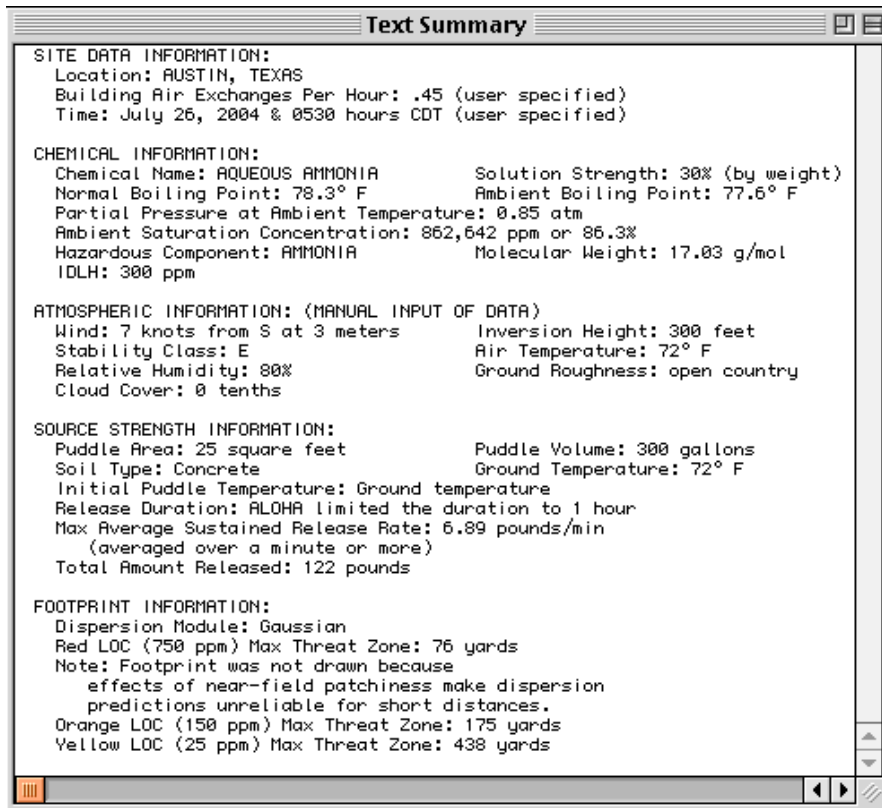 Text Summary
SITE DATA INFORMATION:
Location: AUSTIN, TEXAS
Building Air Exchanges Per Hour: .45 (user specified)
Time: July 26, 2004 & 0530 hours CDT (user specified)
CHEMICAL INFORMATION:
Chemical Name: AQUEOUS AMMONIA Solution Strength: 30% (by weight)
Normal Boiling Point: 78.3° F Ambient Boiling Point: 77.6° F
Partial Pressure at Ambient Temperature: 0.85 atm
Ambient Saturation Concentration: 862,642 ppm or 86.3%
Hazardous Component: AMMONIA Molecular Weight: 17.03 g/mol
IDLH: 300 ppm
ATMOSPHERIC INFORMATION: (MANUAL INPUT OF DATA)
Wind: 7 knots from S at 3 meters Inversion Height: 300 feet
Stability Class: E Air Temperature: 72° F
Relative Humidity: 80% Ground Roughness: open country
Cloud Cover: 0 tenths
SOURCE STRENGTH INFORMATION:
Puddle Area: 25 square feet Puddle Volume: 300 gallons
Soil Type: Concrete Ground Temperature: 72° F
Initial Puddle Temperature: Ground temperature
Release Duration: ALOHA limited the duration to 1 hour
Max Average Sustained Release Rate: 6.89 pounds/min
(averaged over a minute or more)
Total Amount Released: 122 pounds
FOOTPRINT INFORMATION:
Dispersion Module: Gaussian
Red LOC (750 ppm) Max Threat Zone: 76 yards
Note: Footprint was not drawn because
effects of near-field patchiness make dispersion
predictions unreliable for short distances.
Orange LOC (150 ppm) Max Threat Zone: 175 yards
Yellow LOC (25 ppm) Max Threat Zone: 438 yards